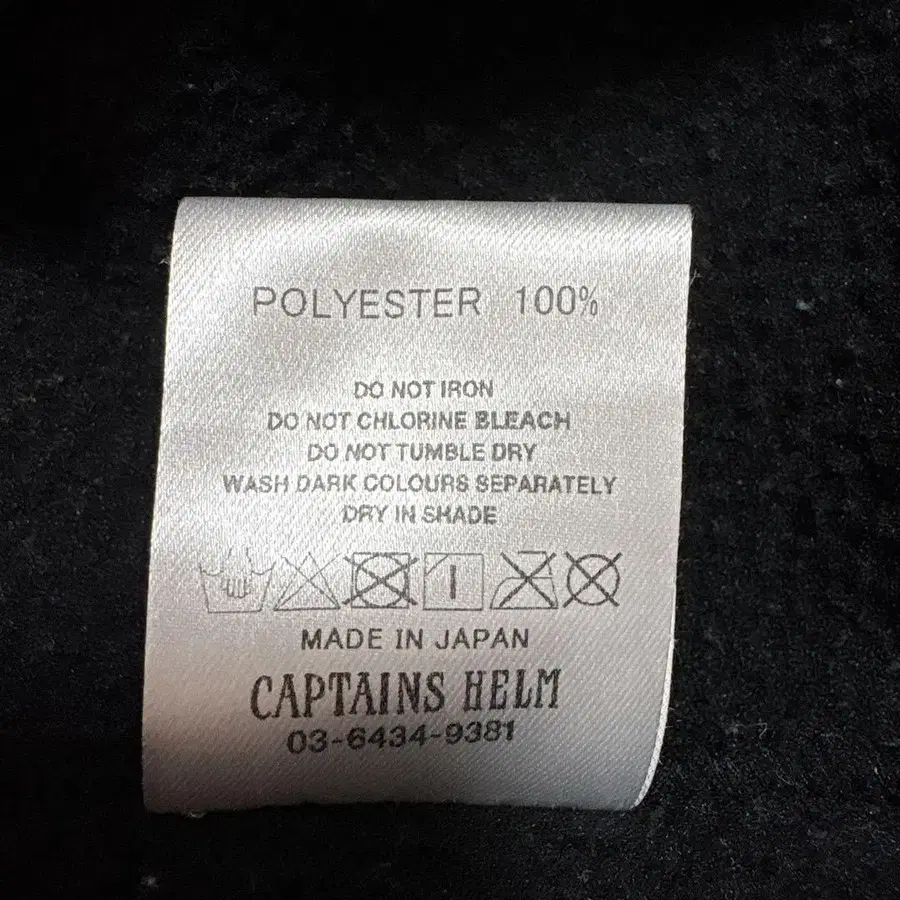 POLYESTER 100%
DO NOT IRON
DO NOT CHLORINE BLEACH
DO NOT TUMBLE DRY
WASH DARK COLOURS SEPARATELY
DRY IN SHADE
MADE IN JAPAN
CAPTAINS HELM
03-6434-9381